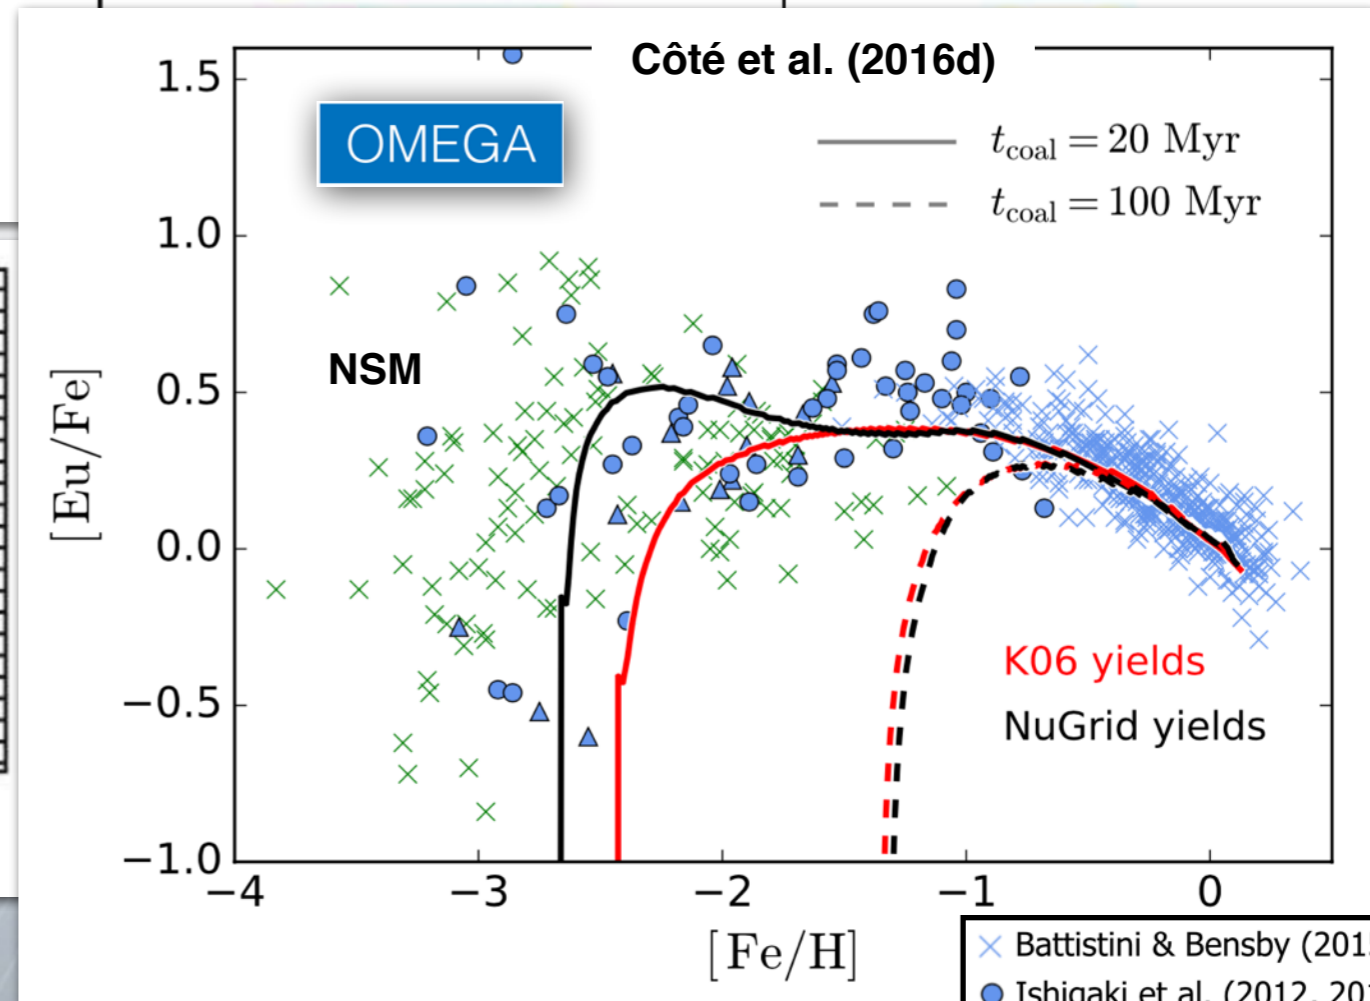 Côté et al. (2016d)
OMEGA
t_coal = 20 Myr
t_coal = 100 Myr
NSM
K06 yields
NuGrid yields
1.5
1.0
0.5
0.0
−0.5
−1.0
[Eu/Fe]
−4 −3 −2 −1 0
[Fe/H]
Battistini & Bensby (201
Ishigaki et al. (2012, 201